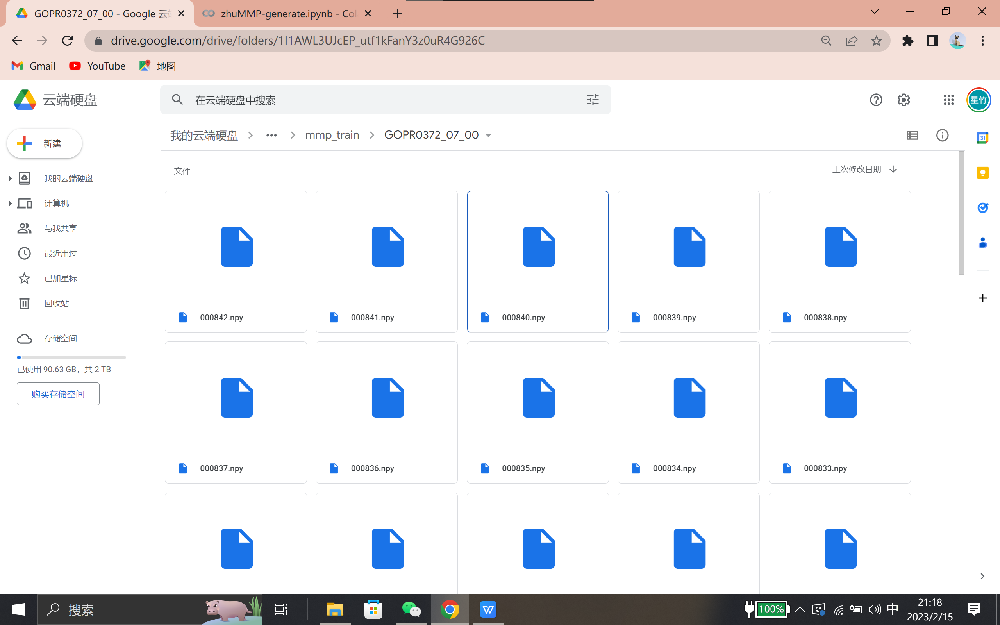 GOPR0372_07_00 - Google 云端
zhuMMP-generate.ipynb - Col
drive.google.com/drive/folders/1I1AWL3UJcEP_utf1kFanY3z0uR4G926C
Gmail
YouTube
地图
云端硬盘
在云端硬盘中搜索
星竹
新建
我的云端硬盘
计算机
与我共享
最近用过
已加星标
回收站
存储空间
已使用 90.63 GB，共 2 TB
购买存储空间
我的云端硬盘 > ••• > mmp_train > GOPR0372_07_00
文件
上次修改日期
000842.npy
000841.npy
000840.npy
000839.npy
000838.npy
000837.npy
000836.npy
000835.npy
000834.npy
000833.npy
31
搜索
100%
中
21:18
2023/2/15